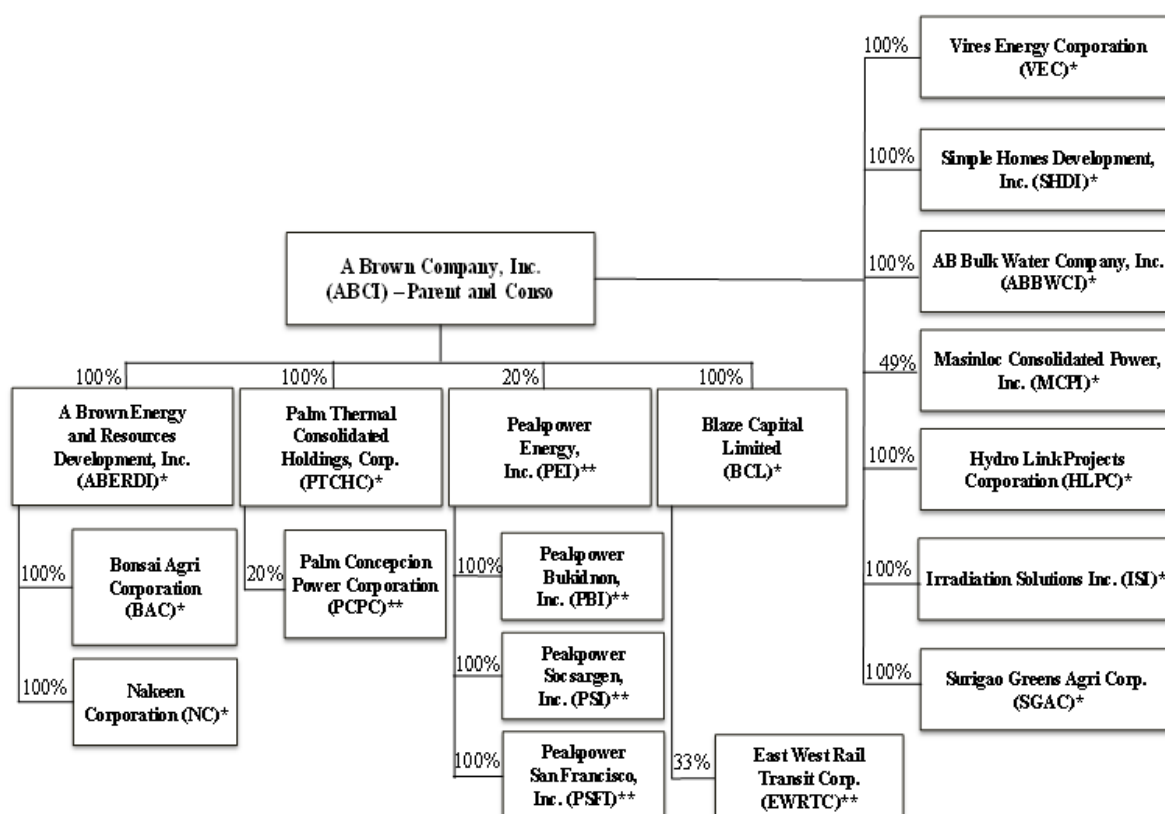 100%
Vires Energy Corporation
(VEC)*
100%
Simple Homes Development,
Inc. (SHDI)*
A Brown Company, Inc.
(ABCI) – Parent and Conso
100%
AB Bulk Water Company, Inc.
(ABBWCI)*
49%
Masinloc Consolidated Power,
Inc. (MCPI)*
100%
Hydro Link Projects
Corporation (HLPC)*
100%
Irradiation Solutions Inc. (ISI)*
100%
Surigao Greens Agri Corp.
(SGAC)*
100%
A Brown Energy
and Resources
Development, Inc.
(ABERDI)*
100%
Palm Thermal
Consolidated
Holdings, Corp.
(PTCHC)*
20%
Peakpower
Energy,
Inc. (PEI)**
100%
Blaze Capital
Limited
(BCL)*
100%
Bonsai Agri
Corporation
(BAC)*
100%
Nakeen
Corporation (NC)*
20%
Palm Concepcion
Power Corporation
(PCPC)**
100%
Peakpower
Bukidnon,
Inc. (PBI)**
100%
Peakpower
Socsargen,
Inc. (PSI)**
100%
Peakpower
San Francisco,
Inc. (PSFI)**
33%
East West Rail
Transit Corp.
(EWRTC)**